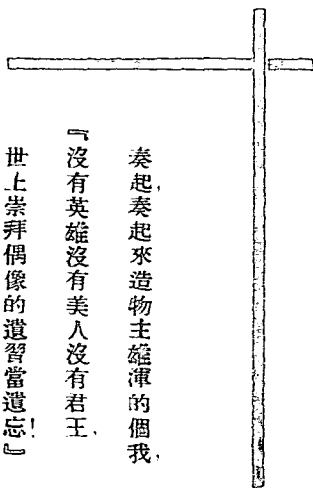 奏起，奏起來造物主雄渾的個我，
『沒有英雄沒有美人沒有君王，
世上崇拜偶像的遺習當遺忘！』